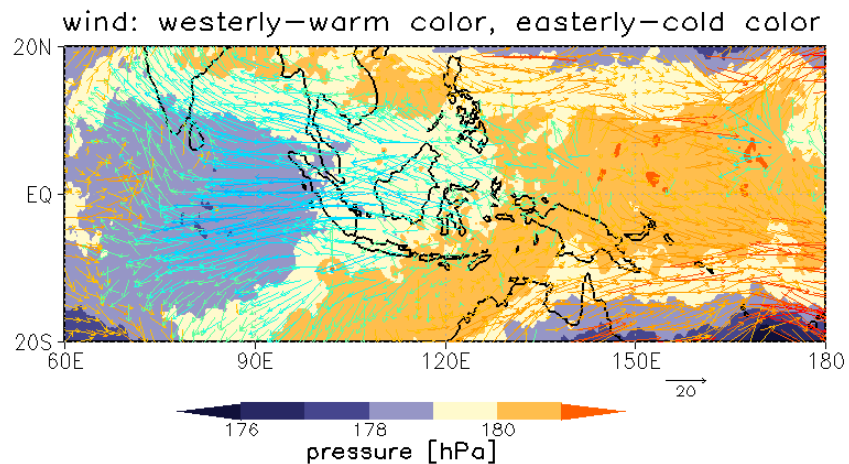 wind: westerly-warm color, easterly-cold color
20N
EQ
20S
60E 90E 120E 150E 180
20
176 178 180
pressure [hPa]